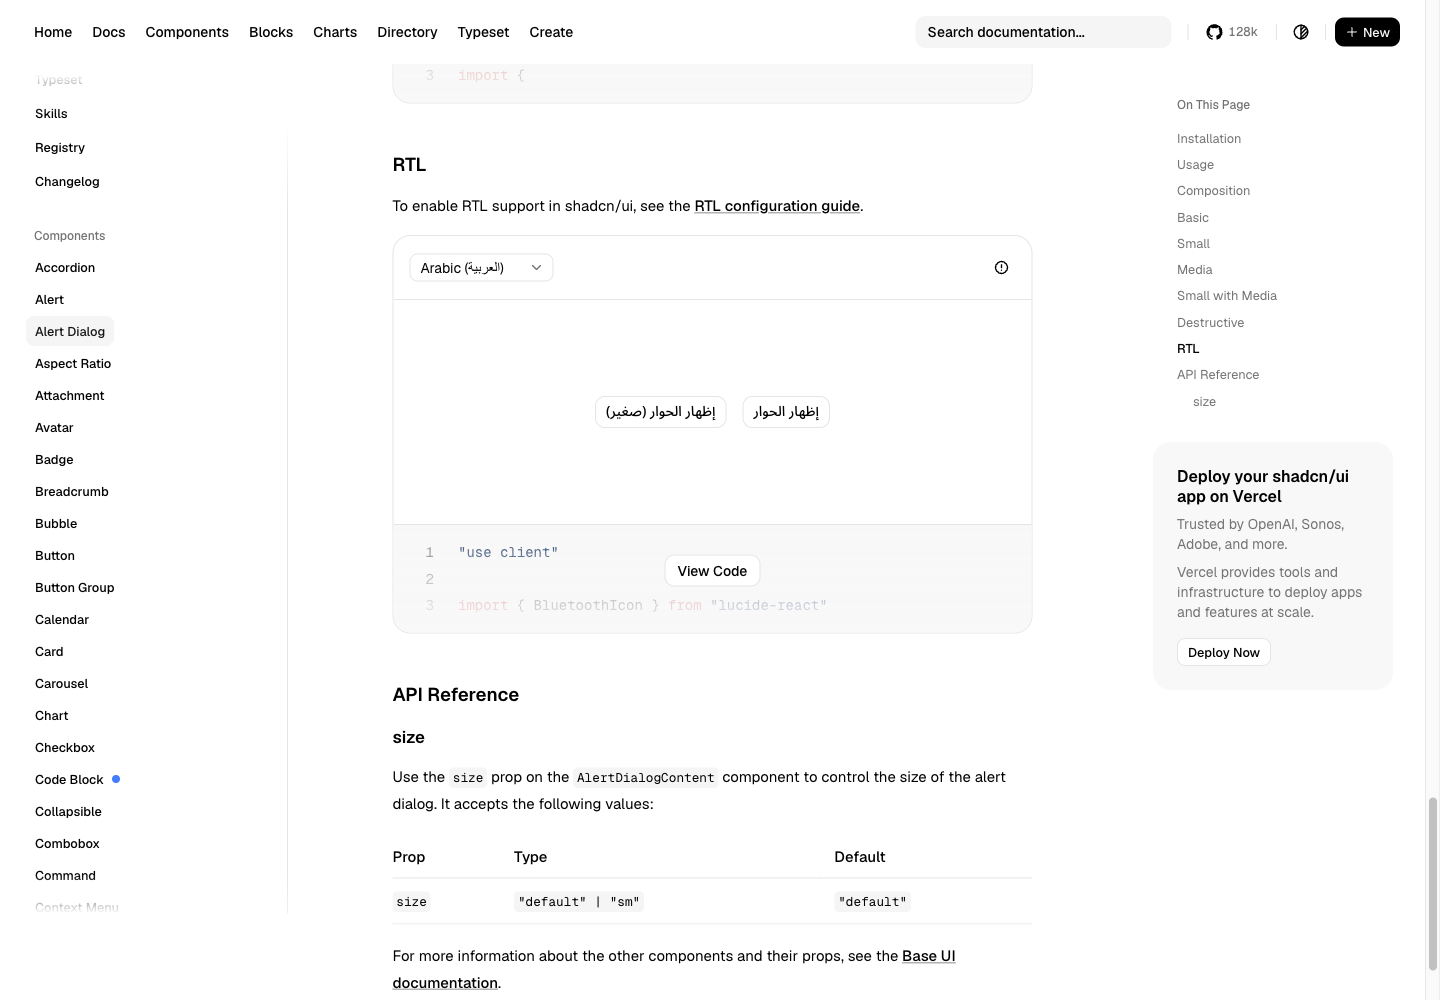 Home Docs Components Blocks Charts Directory Typeset Create
Search documentation...
128k
New
Typeset
Skills
Registry
Changelog
Components
Accordion
Alert
Alert Dialog
Aspect Ratio
Attachment
Avatar
Badge
Breadcrumb
Bubble
Button
Button Group
Calendar
Card
Carousel
Chart
Checkbox
Code Block
Collapsible
Combobox
Command
Context Menu
3 import {
RTL
To enable RTL support in shadcn/ui, see the RTL configuration guide.
Arabic (العربية)
إظهار الحوار
إظهار الحوار (صغير)
1 "use client"
2
3 import { BluetoothIcon } from "lucide-react"
View Code
API Reference
size
Use the size prop on the AlertDialogContent component to control the size of the alert
dialog. It accepts the following values:
Prop Type Default
size "default" | "sm" "default"
For more information about the other components and their props, see the Base UI
documentation.
On This Page
Installation
Usage
Composition
Basic
Small
Media
Small with Media
Destructive
RTL
API Reference
size
Deploy your shadcn/ui
app on Vercel
Trusted by OpenAI, Sonos,
Adobe, and more.
Vercel provides tools and
infrastructure to deploy apps
and features at scale.
Deploy Now